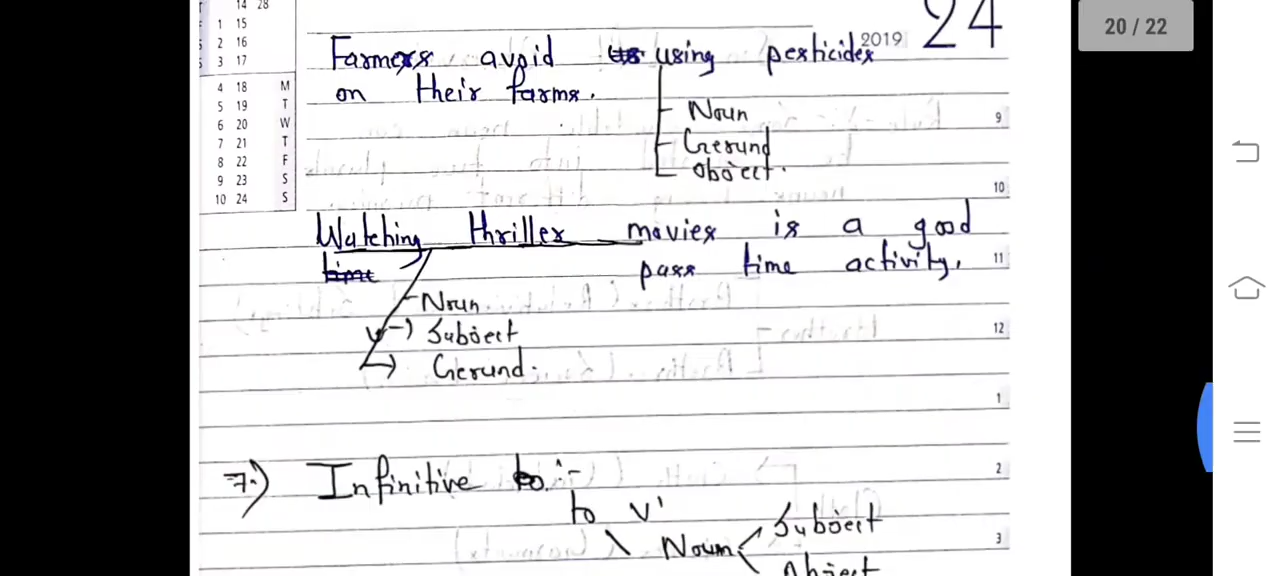 14 28
1 15
2 16
3 17
4 18 M
5 19 T
6 20 W
7 21 T
8 22 F
9 23 S
10 24 S
20 / 22
2019 24
Farmers avoid using pesticides
on their farms.
Noun
Gerund
Object.
9
10
Watching thriller movies is a good
time pass time activity.
11
Noun
Subject
12
Gerund.
1
7.) Infinitive to :-
2
to V'
Subject
Noun
3
Object